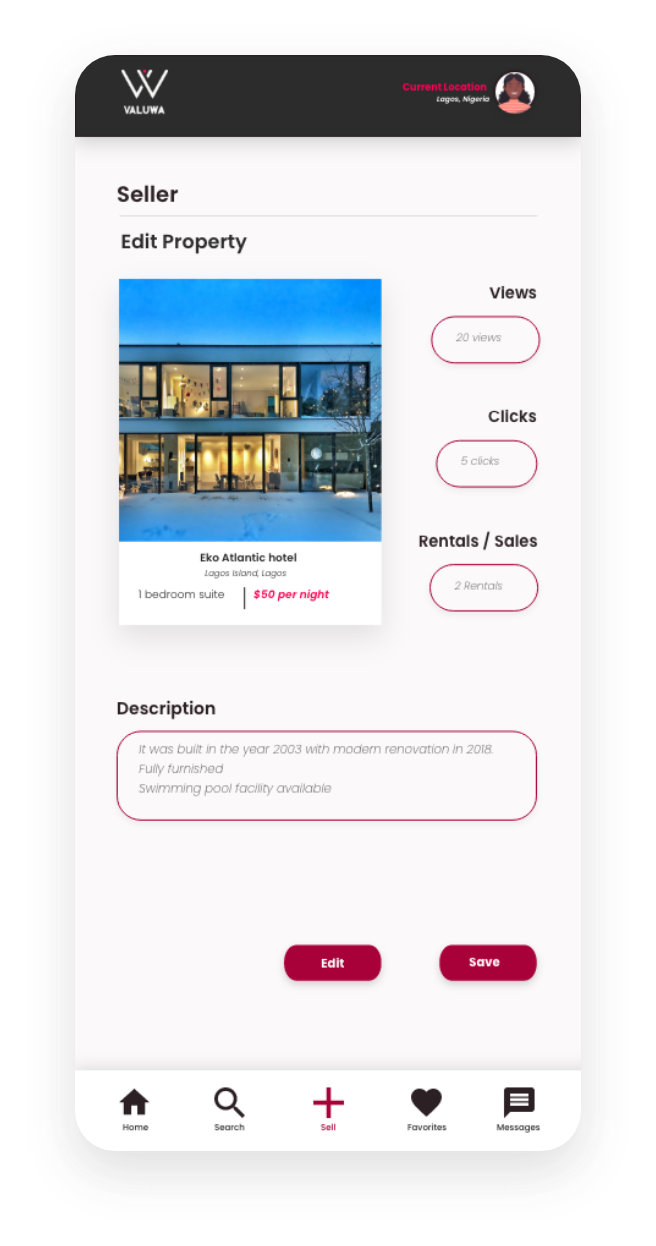 VALUWA
Current Location
Lagos, Nigeria
Seller
Edit Property
Views
20 views
Clicks
5 clicks
Rentals / Sales
2 Rentals
Eko Atlantic hotel
Lagos Island, Lagos
1 bedroom suite
$50 per night
Description
It was built in the year 2003 with modern renovation in 2018.
Fully furnished
Swimming pool facility available
Edit
Save
Home
Search
Sell
Favorites
Messages